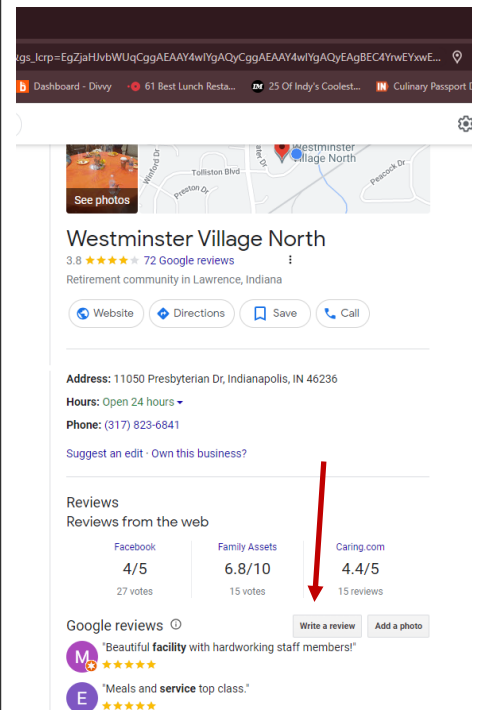 &gs_lcrp=EgZjaHJvbWUqCggAEAAY4wIYgAQyCggAEAAY4wIYgAQyEAgBEC4YrwEYxwE...
Dashboard - Divvy 61 Best Lunch Resta... IM 25 Of Indy's Coolest... IN Culinary Passport
Winford Dr
Tolliston Blvd
Preston Dr
Westminster
Village North
Peacock Dr
See photos
Westminster Village North
3.8 72 Google reviews
Retirement community in Lawrence, Indiana
Website Directions Save Call
Address: 11050 Presbyterian Dr, Indianapolis, IN 46236
Hours: Open 24 hours
Phone: (317) 823-6841
Suggest an edit · Own this business?
Reviews
Reviews from the web
Facebook Family Assets Caring.com
4/5 6.8/10 4.4/5
27 votes 15 votes 15 reviews
Google reviews Write a review Add a photo
M "Beautiful facility with hardworking staff members!"
E "Meals and service top class."